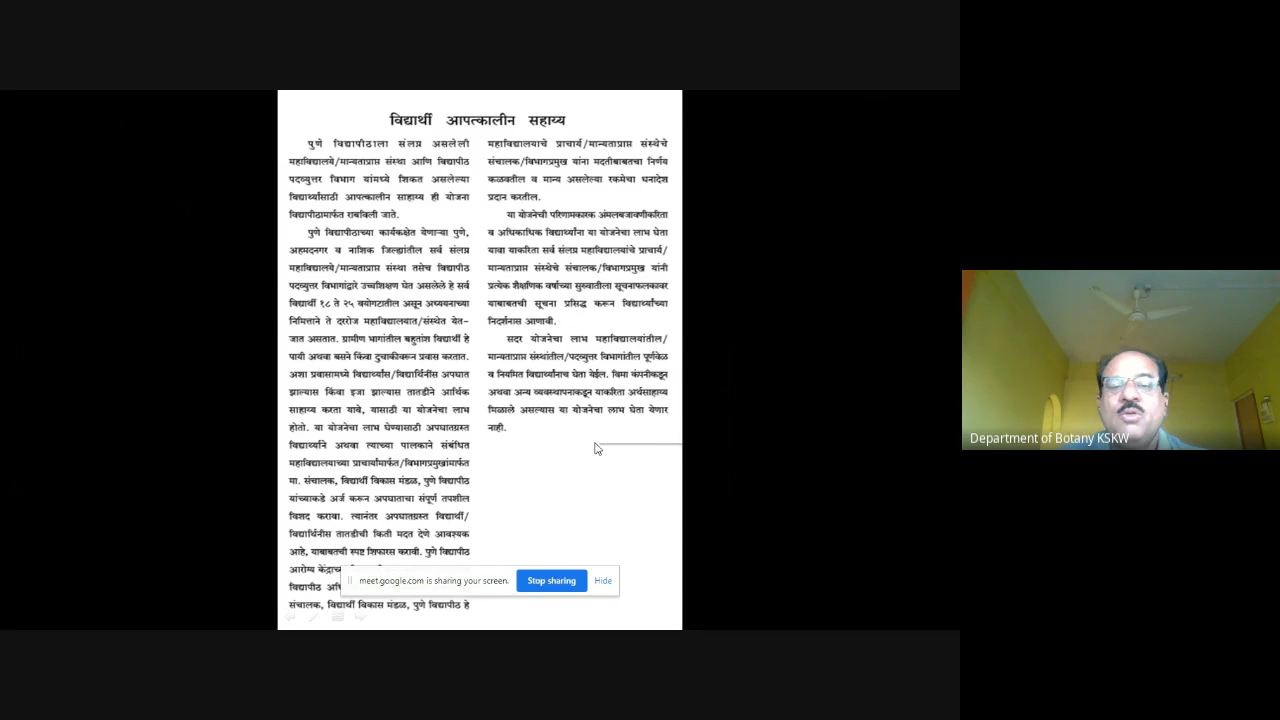 विद्यार्थी आपत्कालीन सहाय्य
पुणे विद्यापीठाला संलग्न असलेली
महाविद्यालये/मान्यताप्राप्त संस्था आणि विद्यापीठ
पदव्युत्तर विभाग यांमध्ये शिकत असलेल्या
विद्यार्थ्यांसाठी आपत्कालीन साहाय्य ही योजना
विद्यापीठामार्फत राबविली जाते.
पुणे विद्यापीठाच्या कार्यकक्षेत येणाऱ्या पुणे,
अहमदनगर व नाशिक जिल्ह्यांतील सर्व संलग्न
महाविद्यालये/मान्यताप्राप्त संस्था तसेच विद्यापीठ
पदव्युत्तर विभागांद्वारे उच्चशिक्षण घेत असलेले हे सर्व
विद्यार्थी १८ ते २५ वयोगटातील असून अध्ययनाच्या
निमित्ताने ते दररोज महाविद्यालयात/संस्थेत येत-
जात असतात. ग्रामीण भागांतील बहुतांश विद्यार्थी हे
पायी अथवा बसने किंवा दुचाकीवरून प्रवास करतात.
अशा प्रवासामध्ये विद्यार्थ्यांस/विद्यार्थिनींस अपघात
झाल्यास किंवा इजा झाल्यास तातडीने आर्थिक
साहाय्य करता यावे, यासाठी या योजनेचा लाभ
होतो. या योजनेचा लाभ घेण्यासाठी अपघातग्रस्त
विद्यार्थ्याने अथवा त्याच्या पालकाने संबंधित
महाविद्यालयाच्या प्राचार्यांमार्फत/विभागप्रमुखांमार्फत
मा. संचालक, विद्यार्थी विकास मंडळ, पुणे विद्यापीठ
यांच्याकडे अर्ज करून अपघाताचा संपूर्ण तपशील
विशद करावा. त्यानंतर अपघातग्रस्त विद्यार्थी/
विद्यार्थिनीस तातडीची किती मदत देणे आवश्यक
आहे, याबाबतची स्पष्ट शिफारस करावी. पुणे विद्यापीठ
आरोग्य केंद्राच्या
विद्यापीठ
संचालक, विद्यार्थी विकास मंडळ, पुणे विद्यापीठ हे
महाविद्यालयाचे प्राचार्य/मान्यताप्राप्त संस्थेचे
संचालक/विभागप्रमुख यांना मदतीबाबतचा निर्णय
कळवतील व मान्य असलेल्या रकमेचा धनादेश
प्रदान करतील.
या योजनेची परिणामकारक अंमलबजावणीकरिता
व अधिकाधिक विद्यार्थ्यांना या योजनेचा लाभ घेता
यावा याकरिता सर्व संलग्न महाविद्यालयांचे प्राचार्य/
मान्यताप्राप्त संस्थेचे संचालक/विभागप्रमुख यांनी
प्रत्येक शैक्षणिक वर्षाच्या सुरुवातीला सूचनाफलकावर
याबाबतची सूचना प्रसिद्ध करून विद्यार्थ्यांच्या
निदर्शनास आणावी.
सदर योजनेचा लाभ महाविद्यालयांतील/
मान्यताप्राप्त संस्थांतील/पदव्युत्तर विभागांतील पूर्णवेळ
व नियमित विद्यार्थ्यांनाच घेता येईल. विमा कंपनीकडून
अथवा अन्य व्यवस्थापनाकडून याकरिता अर्थसाहाय्य
मिळाले असल्यास या योजनेचा लाभ घेता येणार
नाही.
meet.google.com is sharing your screen.
Stop sharing
Hide
Department of Botany KSKW